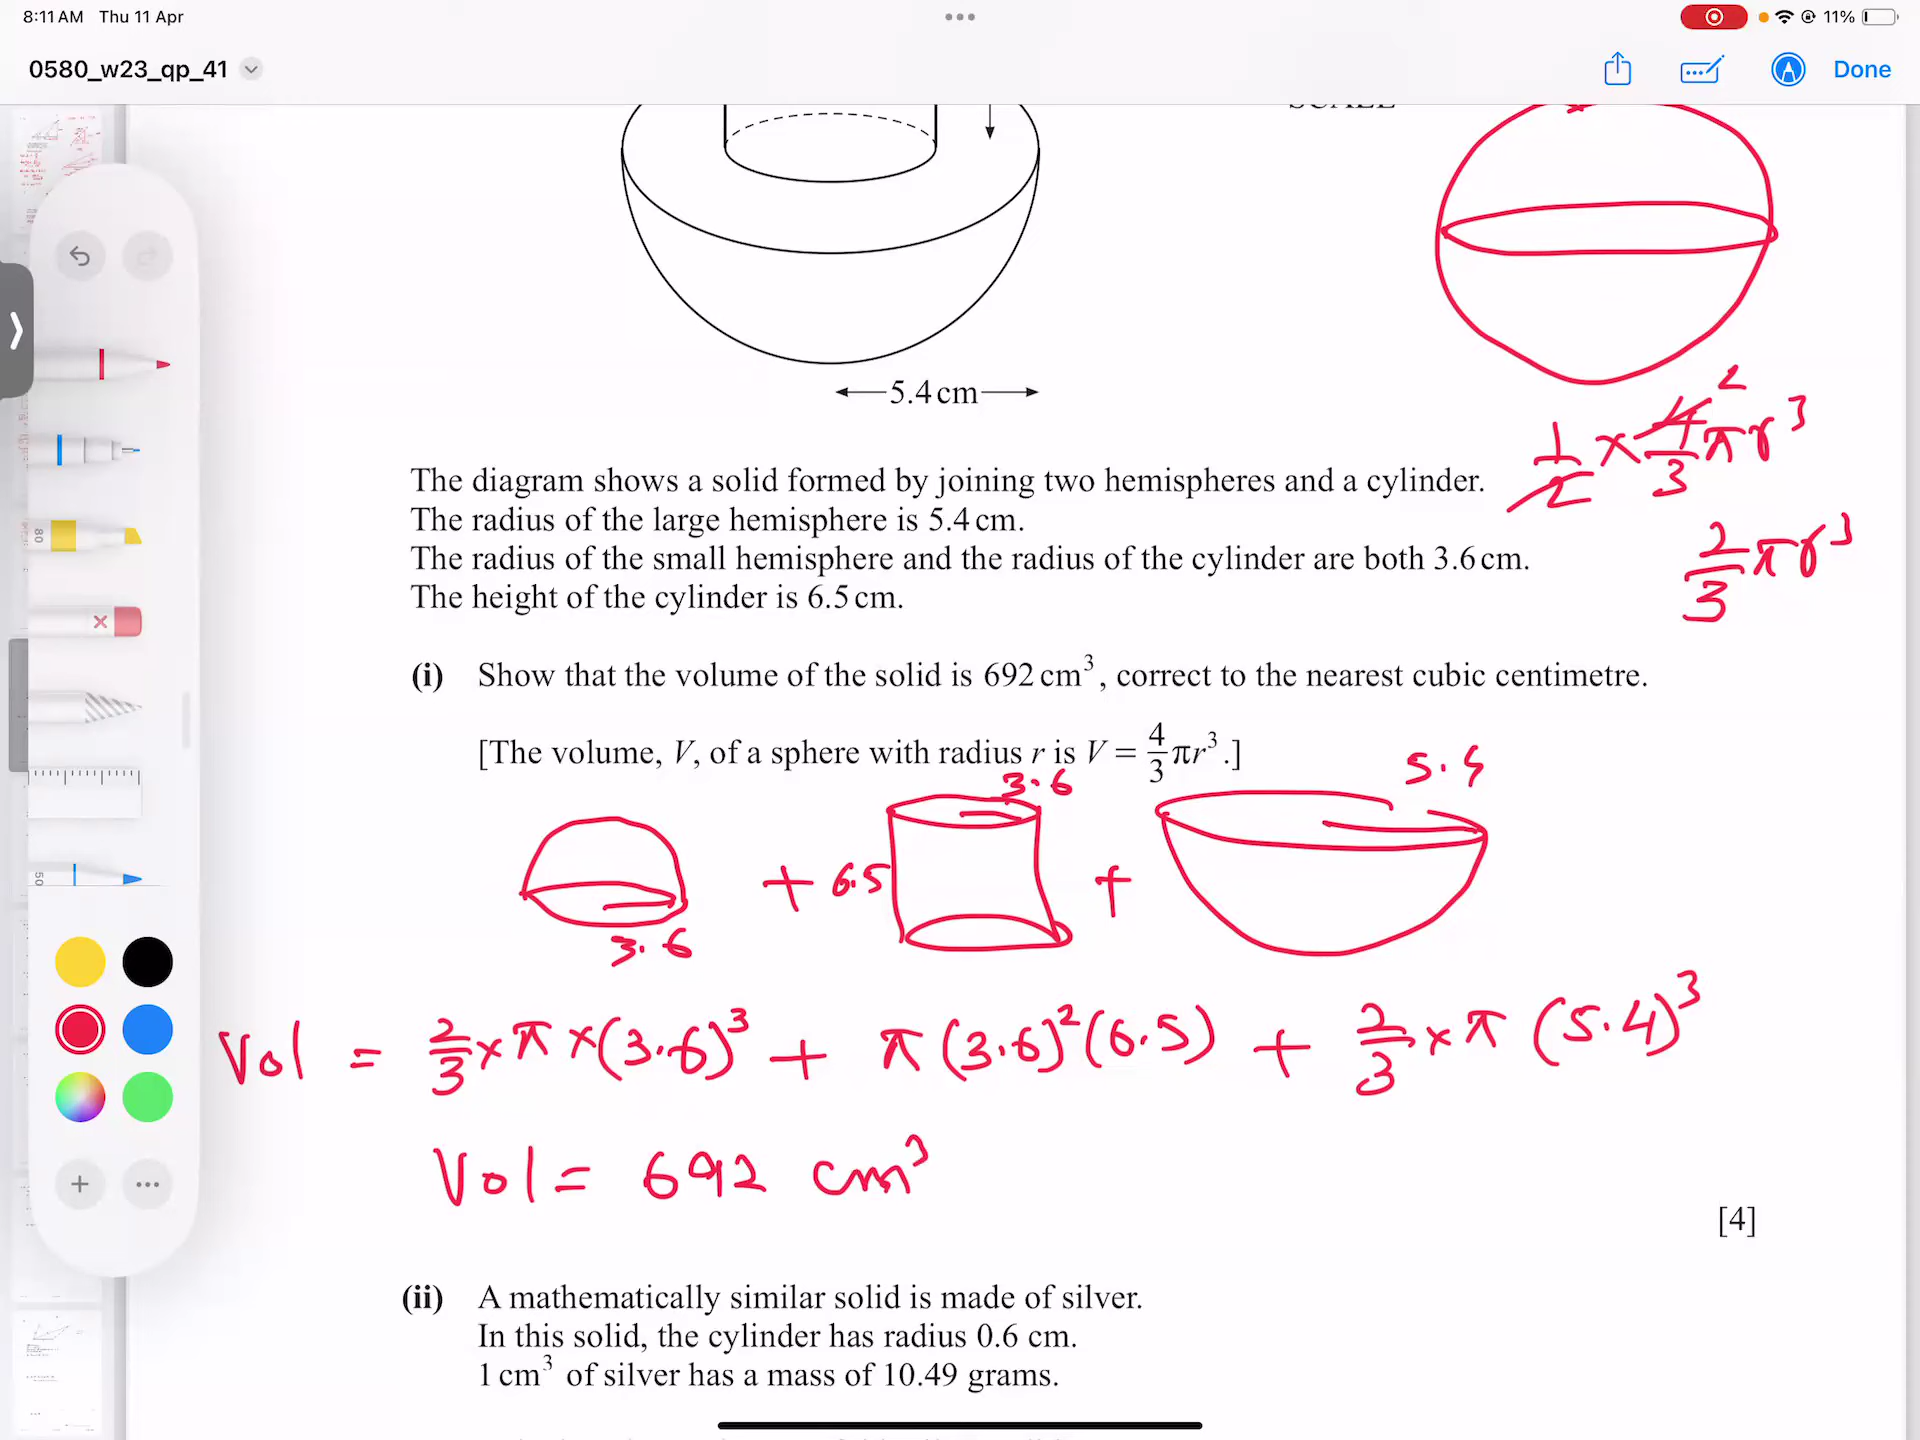 8:11 AM Thu 11 Apr
11%
0580_w23_qp_41
Done
5.4 cm
1/2 × 4/3 πr³
2
2/3 πr³
The diagram shows a solid formed by joining two hemispheres and a cylinder.
The radius of the large hemisphere is 5.4 cm.
The radius of the small hemisphere and the radius of the cylinder are both 3.6 cm.
The height of the cylinder is 6.5 cm.
(i) Show that the volume of the solid is 692 cm³, correct to the nearest cubic centimetre.
[The volume, V, of a sphere with radius r is V = 4/3 πr³.]
3.6
5.4
+ 6.5 +
3.6
Vol = 2/3 × π × (3.6)³ + π (3.6)² (6.5) + 2/3 × π (5.4)³
Vol = 692 cm³
[4]
(ii) A mathematically similar solid is made of silver.
In this solid, the cylinder has radius 0.6 cm.
1 cm³ of silver has a mass of 10.49 grams.
80
50